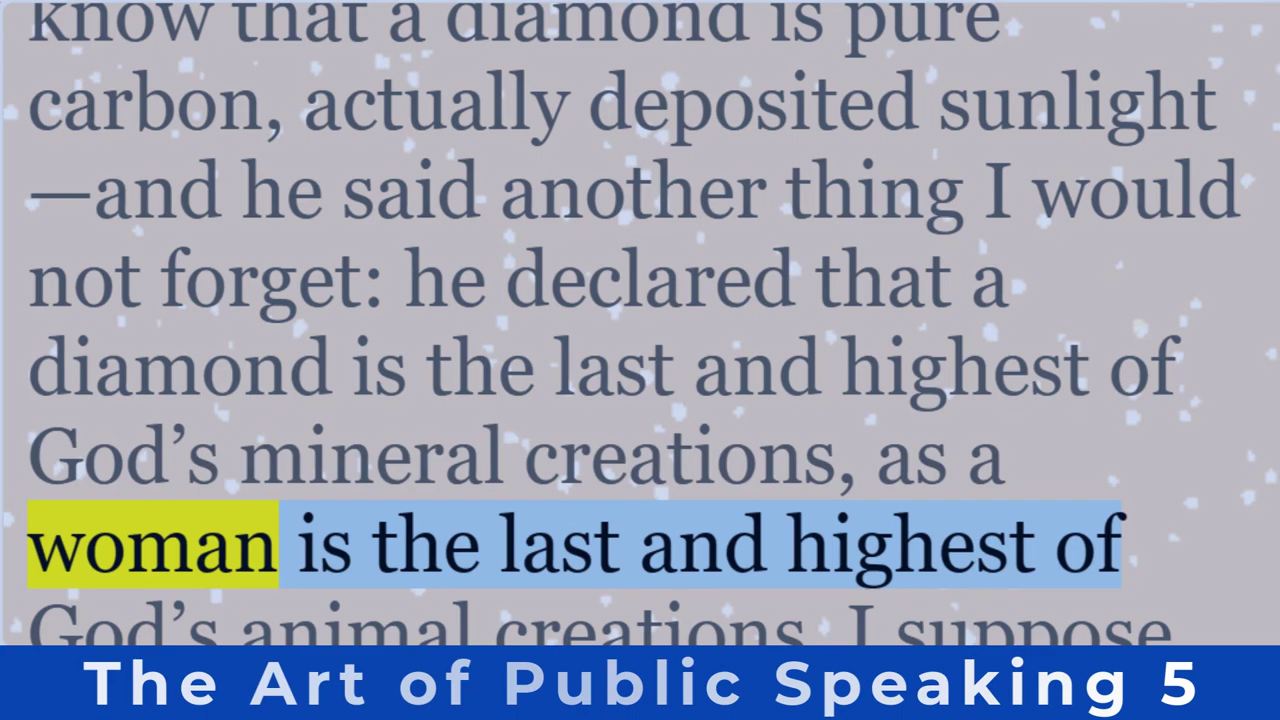 know that a diamond is pure
carbon, actually deposited sunlight
—and he said another thing I would
not forget: he declared that a
diamond is the last and highest of
God’s mineral creations, as a
woman is the last and highest of
God’s animal creations. I suppose
The Art of Public Speaking 5